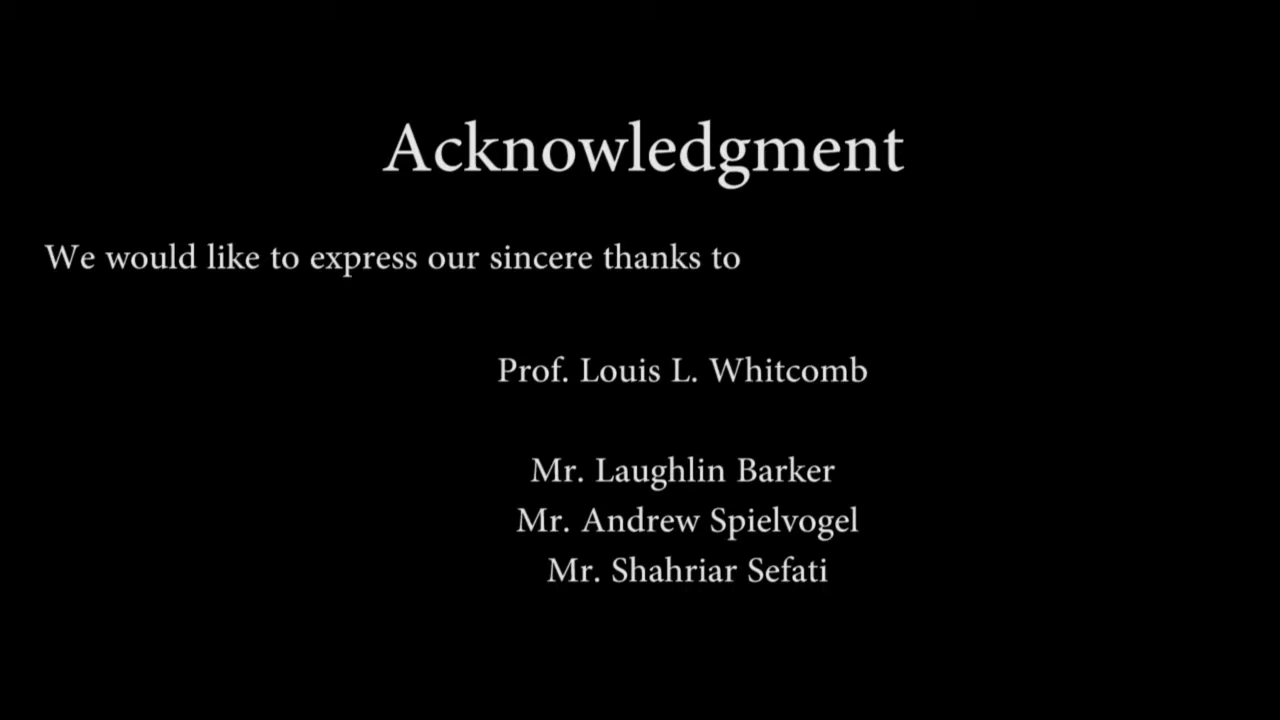 Acknowledgment
We would like to express our sincere thanks to
Prof. Louis L. Whitcomb
Mr. Laughlin Barker
Mr. Andrew Spielvogel
Mr. Shahriar Sefati